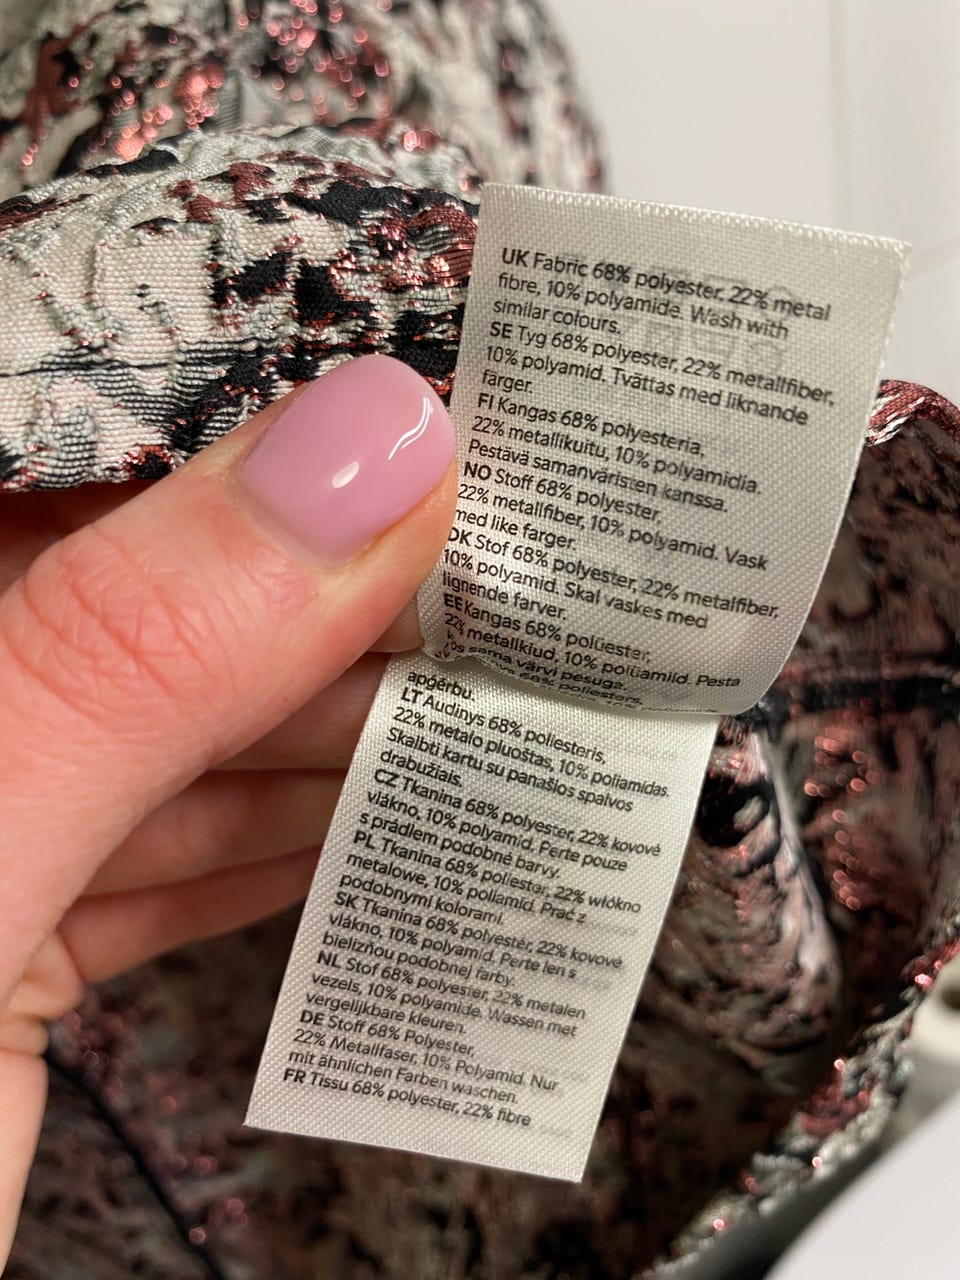 UK Fabric 68% polyester, 22% metal
fibre, 10% polyamide. Wash with
similar colours.
SE Tyg 68% polyester, 22% metallfiber,
10% polyamid. Tvättas med liknande
färger.
FI Kangas 68% polyesteria,
22% metallikuitu, 10% polyamidia.
Pestävä samanväristen kanssa.
NO Stoff 68% polyester,
22% metallfiber, 10% polyamid. Vask
med like farger.
DK Stof 68% polyester, 22% metalfiber,
10% polyamid. Skal vaskes med
lignende farver.
EE Kangas 68% polüester,
22% metallkiud, 10% polüamiid. Pesta
sama värvi pesuga.
68% poliesters,
apģērbu.
LT Audinys 68% poliesteris,
22% metalo pluoštas, 10% poliamidas.
Skalbti kartu su panašios spalvos
drabužiais.
CZ Tkanina 68% polyester, 22% kovové
vlákno, 10% polyamid. Perte pouze
s prádlem podobné barvy.
PL Tkanina 68% poliester, 22% włókno
metalowe, 10% poliamid. Prać z
podobnymi kolorami.
SK Tkanina 68% polyestér, 22% kovové
vlákno, 10% polyamid. Perte len s
bielizňou podobnej farby.
NL Stof 68% polyester, 22% metalen
vezels, 10% polyamide. Wassen met
vergelijkbare kleuren.
DE Stoff 68% Polyester,
22% Metallfaser, 10% Polyamid. Nur
mit ähnlichen Farben waschen.
FR Tissu 68% polyester, 22% fibre